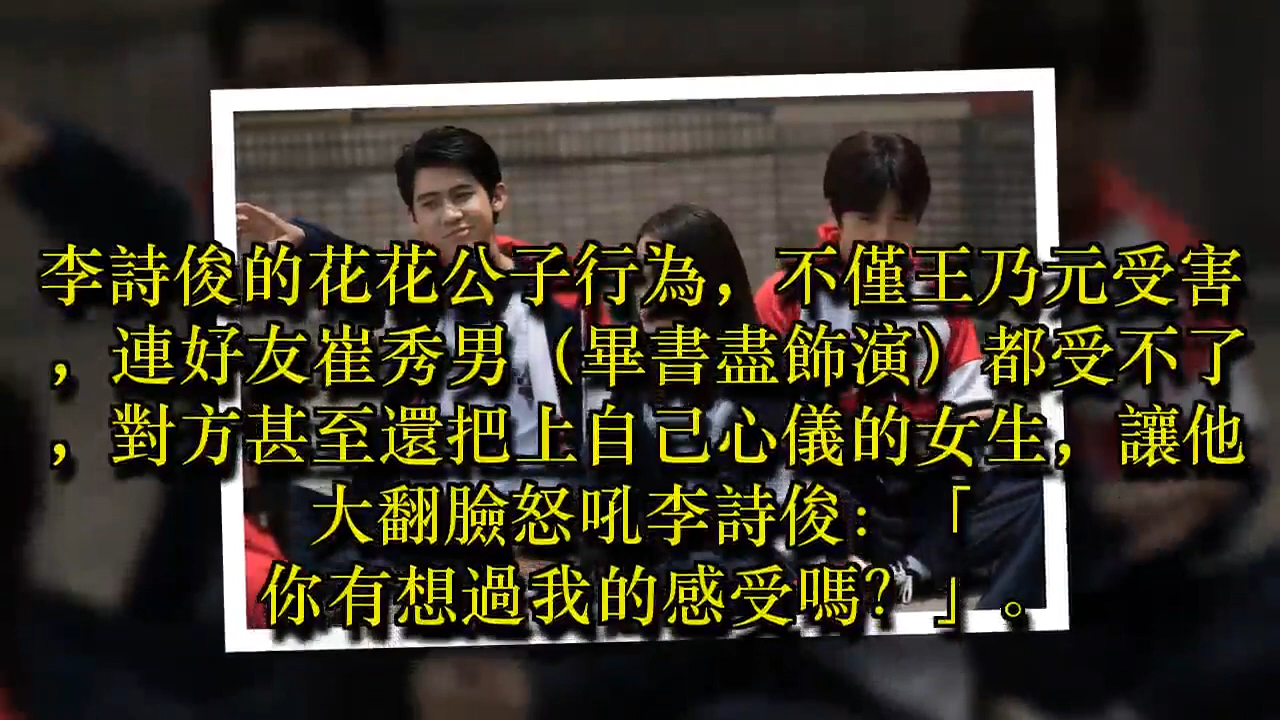 李詩俊的花花公子行為，不僅王乃元受害
，連好友崔秀男（畢書盡飾演）都受不了
，對方甚至還把上自己心儀的女生，讓他
大翻臉怒吼李詩俊：「
你有想過我的感受嗎？」。